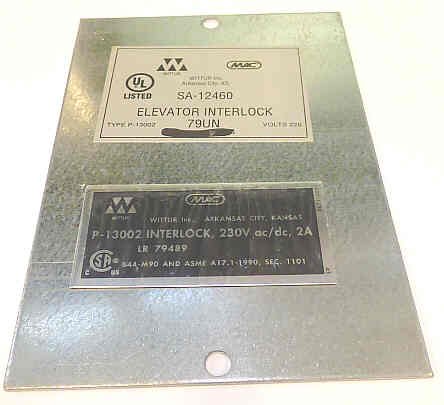 WITTUR
MAC
WITTUR Inc.
Arkansas City, KS.
UL
LISTED
SA-12460
ELEVATOR INTERLOCK
TYPE P-13002 79UN VOLTS 220
WITTUR
MAC
WITTUR Inc., ARKANSAS CITY, KANSAS
P-13002 INTERLOCK, 230V ac/dc, 2A
LR 79489
C SA US
B44-M90 AND ASME A17.1-1990, SEC. 1101